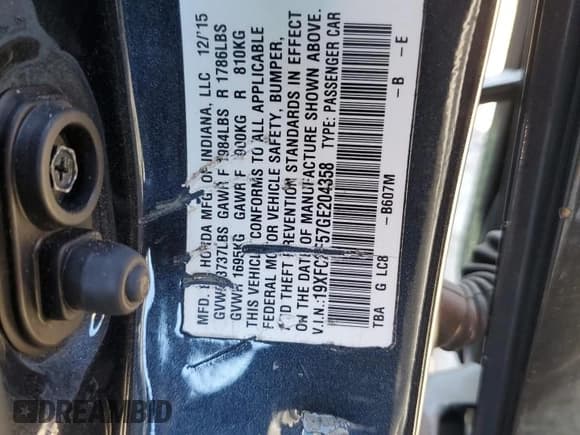 MFD. BY HONDA MFG. OF INDIANA, LLC 12/'15
GVWR 3737LBS GAWR F 1984LBS R 1786LBS
GVWR 1695KG GAWR F 900KG R 810KG
THIS VEHICLE CONFORMS TO ALL APPLICABLE
FEDERAL MOTOR VEHICLE SAFETY, BUMPER,
AND THEFT PREVENTION STANDARDS IN EFFECT
ON THE DATE OF MANUFACTURE SHOWN ABOVE.
V.I.N.: TYPE: PASSENGER CAR
TBA G LC8 -B607M -B -E
DREAMBID